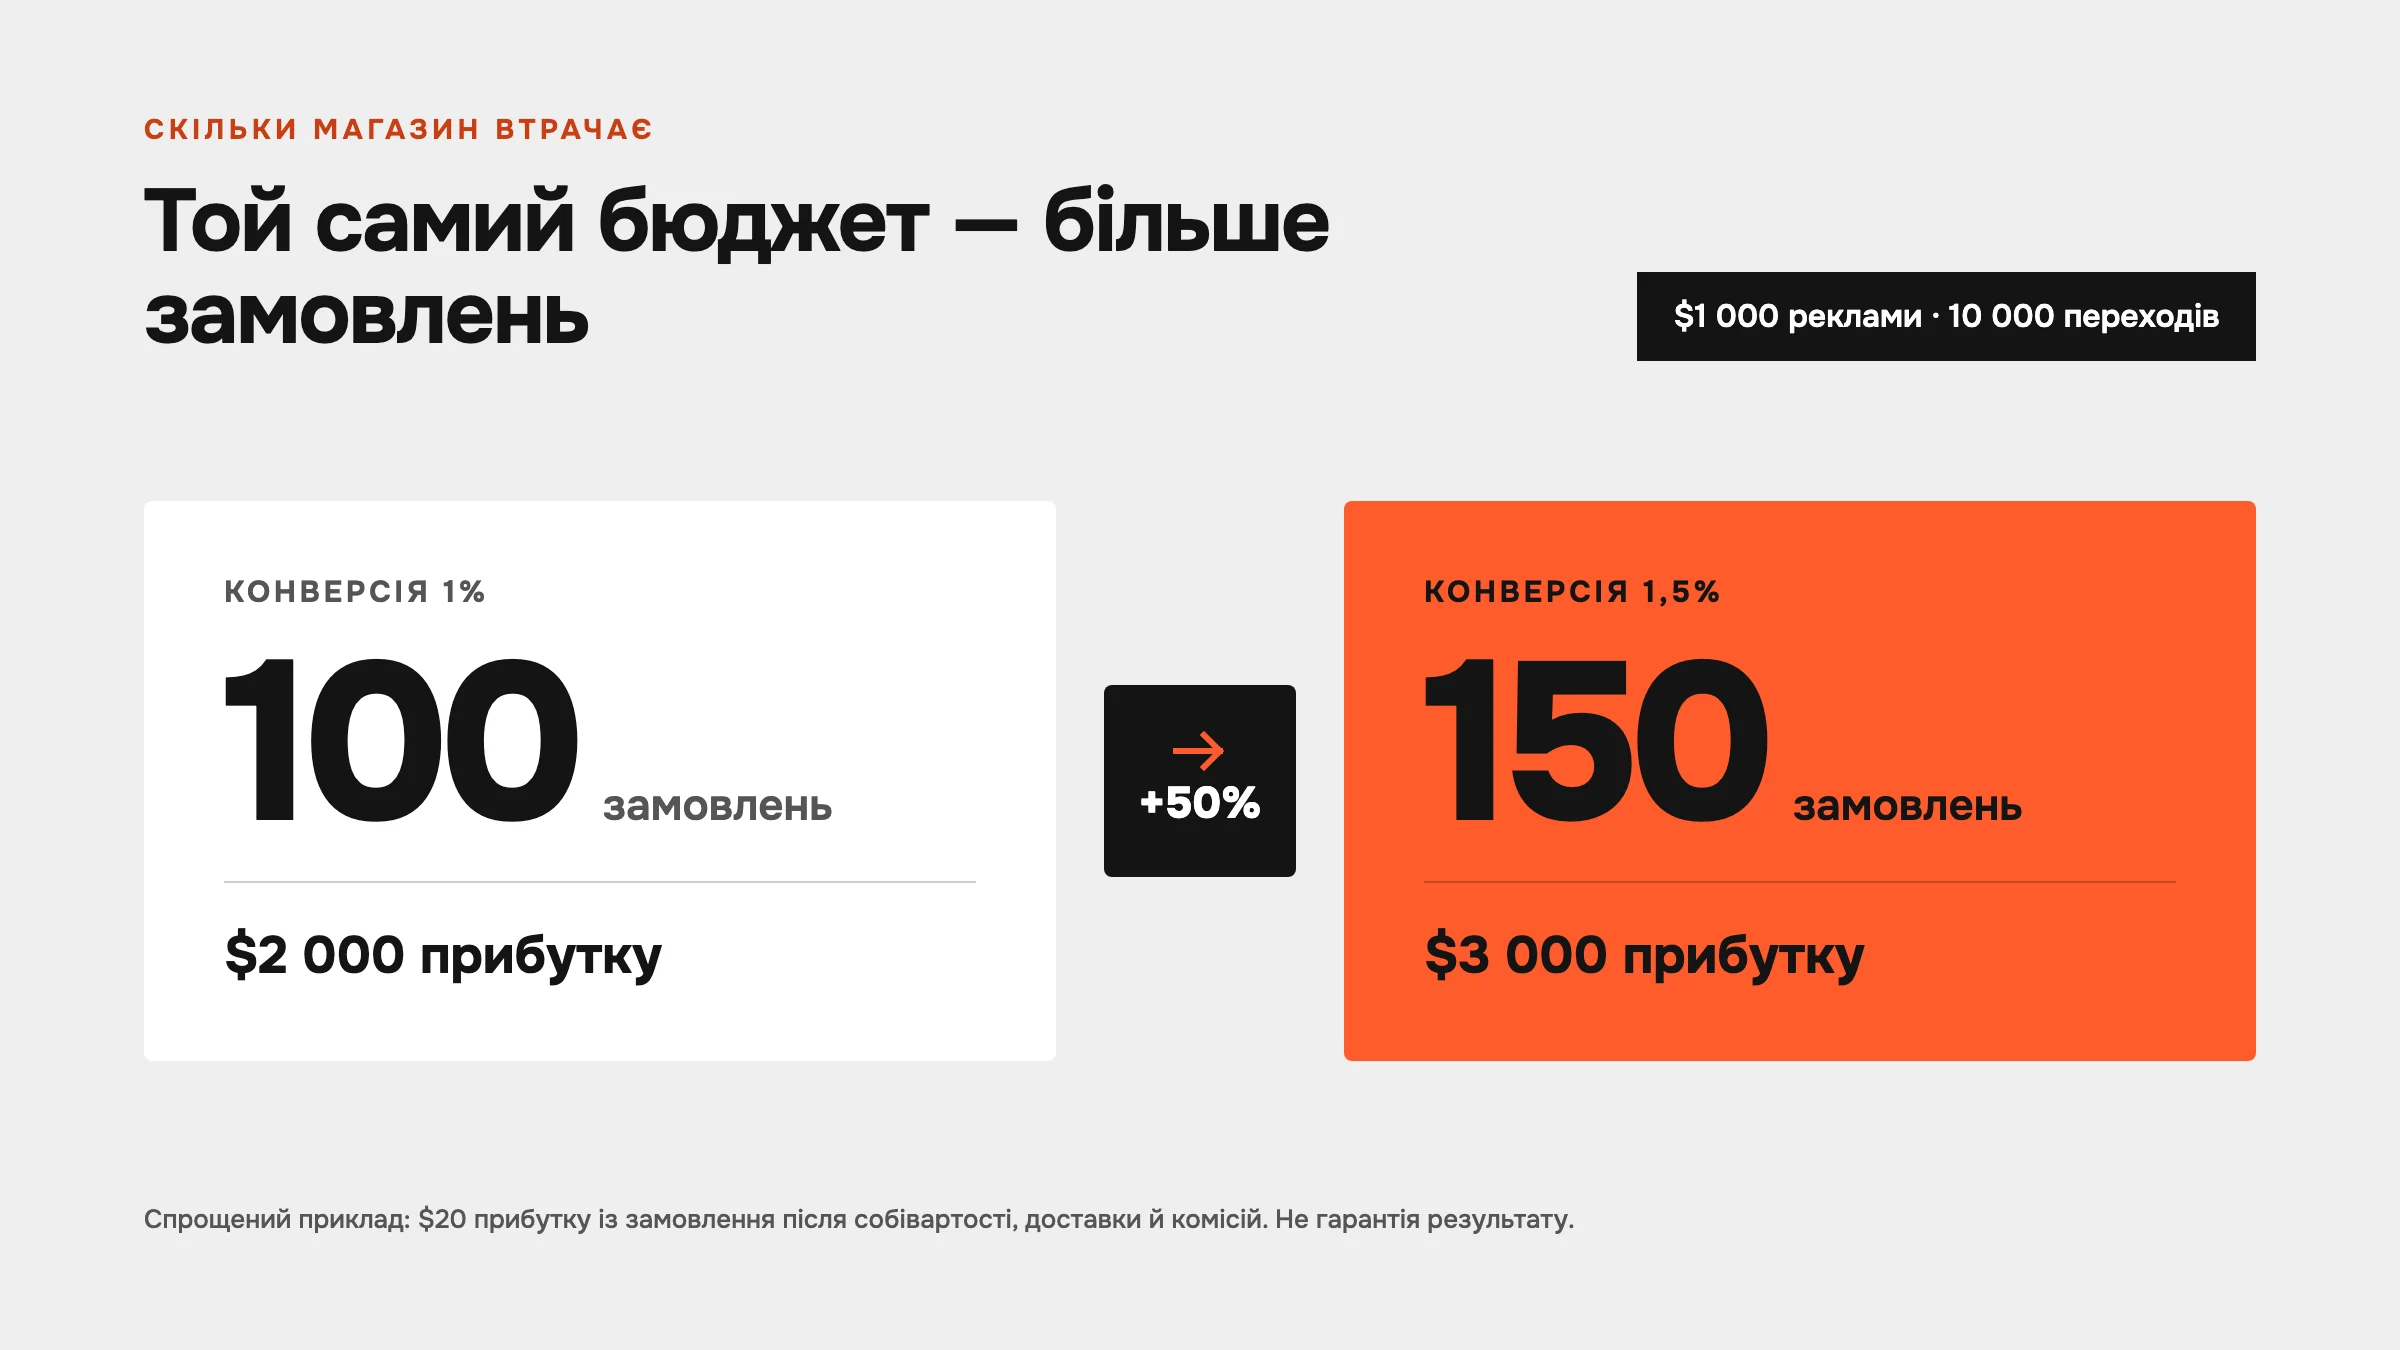 СКІЛЬКИ МАГАЗИН ВТРАЧАЄ
Той самий бюджет — більше
замовлень
$1 000 реклами · 10 000 переходів
КОНВЕРСІЯ 1%
100 замовлень
$2 000 прибутку
→
+50%
КОНВЕРСІЯ 1,5%
150 замовлень
$3 000 прибутку
Спрощений приклад: $20 прибутку із замовлення після собівартості, доставки й комісій. Не гарантія результату.